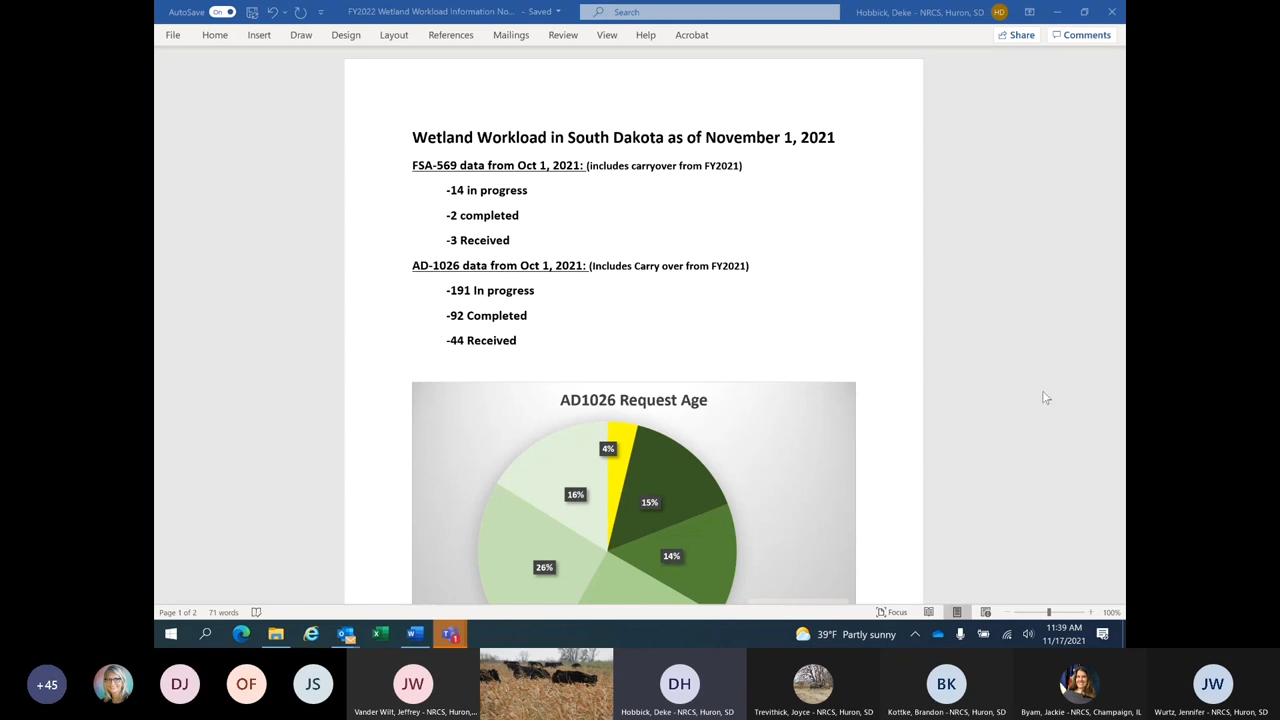 AutoSave On FY2022 Wetland Workload Information No... - Saved Search Hobbick, Deke - NRCS, Huron, SD HD
File Home Insert Draw Design Layout References Mailings Review View Help Acrobat Share Comments
Wetland Workload in South Dakota as of November 1, 2021
FSA-569 data from Oct 1, 2021: (includes carryover from FY2021)
-14 in progress
-2 completed
-3 Received
AD-1026 data from Oct 1, 2021: (Includes Carry over from FY2021)
-191 In progress
-92 Completed
-44 Received
AD1026 Request Age
4%
16%
15%
14%
26%
Page 1 of 2 71 words Focus 100%
39°F Partly sunny
11:39 AM
11/17/2021
+45 DJ OF JS JW DH BK JW
Vander Wilt, Jeffrey - NRCS, Huron,... Hobbick, Deke - NRCS, Huron, SD Trevithick, Joyce - NRCS, Huron, SD Kottke, Brandon - NRCS, Huron, SD Byam, Jackie - NRCS, Champaign, IL Wurtz, Jennifer - NRCS, Huron, SD